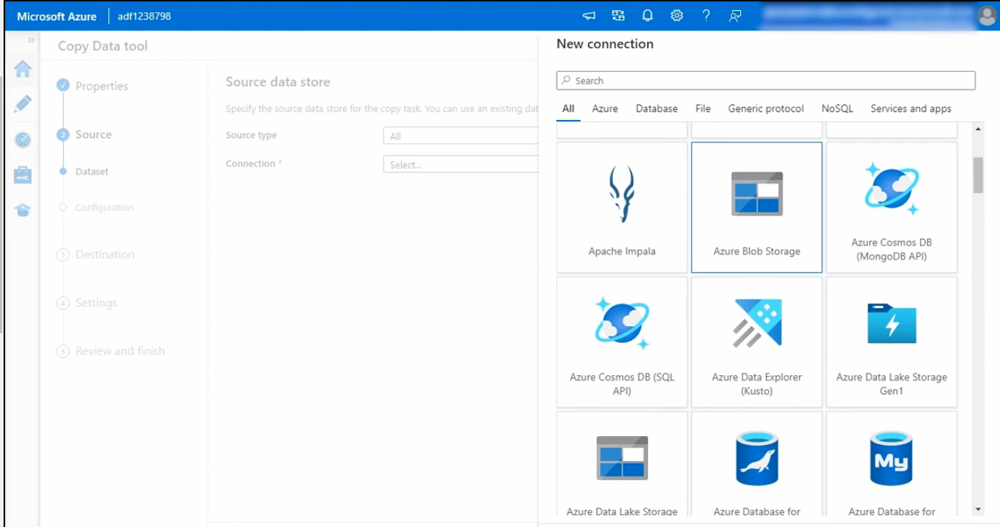 Microsoft Azure
adf1238798
Copy Data tool
Properties
2
Source
Dataset
Configuration
3
Destination
4
Settings
5
Review and finish
Source data store
Specify the source data store for the copy task. You can use an existing dat
Source type
All
Connection *
Select...
New connection
Search
All
Azure
Database
File
Generic protocol
NoSQL
Services and apps
Apache Impala
Azure Blob Storage
Azure Cosmos DB
(MongoDB API)
Azure Cosmos DB (SQL
API)
Azure Data Explorer
(Kusto)
Azure Data Lake Storage
Gen1
Azure Data Lake Storage
Azure Database for
My
Azure Database for